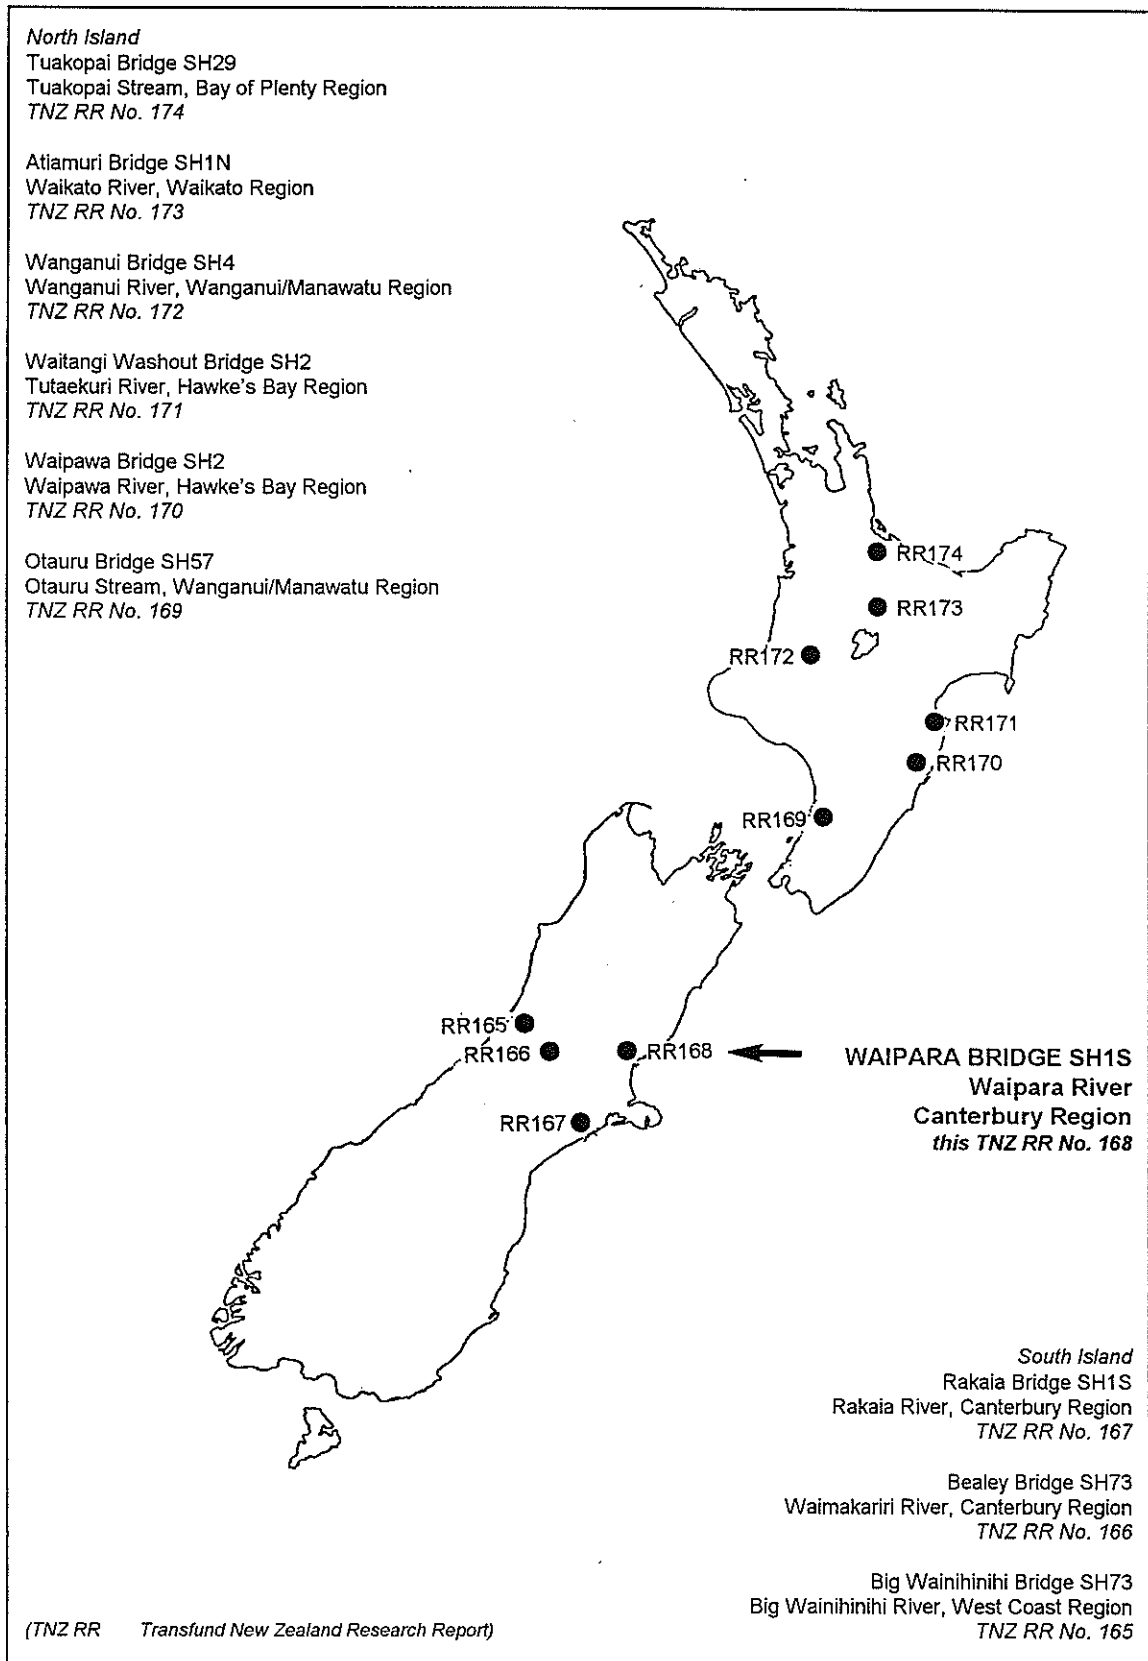 North Island
Tuakopai Bridge SH29
Tuakopai Stream, Bay of Plenty Region
TNZ RR No. 174
Atiamuri Bridge SH1N
Waikato River, Waikato Region
TNZ RR No. 173
Wanganui Bridge SH4
Wanganui River, Wanganui/Manawatu Region
TNZ RR No. 172
Waitangi Washout Bridge SH2
Tutaekuri River, Hawke's Bay Region
TNZ RR No. 171
Waipawa Bridge SH2
Waipawa River, Hawke's Bay Region
TNZ RR No. 170
Otauru Bridge SH57
Otauru Stream, Wanganui/Manawatu Region
TNZ RR No. 169
RR174
RR173
RR172
RR171
RR170
RR169
RR165
RR166
RR168
RR167
WAIPARA BRIDGE SH1S
Waipara River
Canterbury Region
this TNZ RR No. 168
South Island
Rakaia Bridge SH1S
Rakaia River, Canterbury Region
TNZ RR No. 167
Bealey Bridge SH73
Waimakariri River, Canterbury Region
TNZ RR No. 166
Big Wainihinihi Bridge SH73
Big Wainihinihi River, West Coast Region
TNZ RR No. 165
(TNZ RR Transfund New Zealand Research Report)